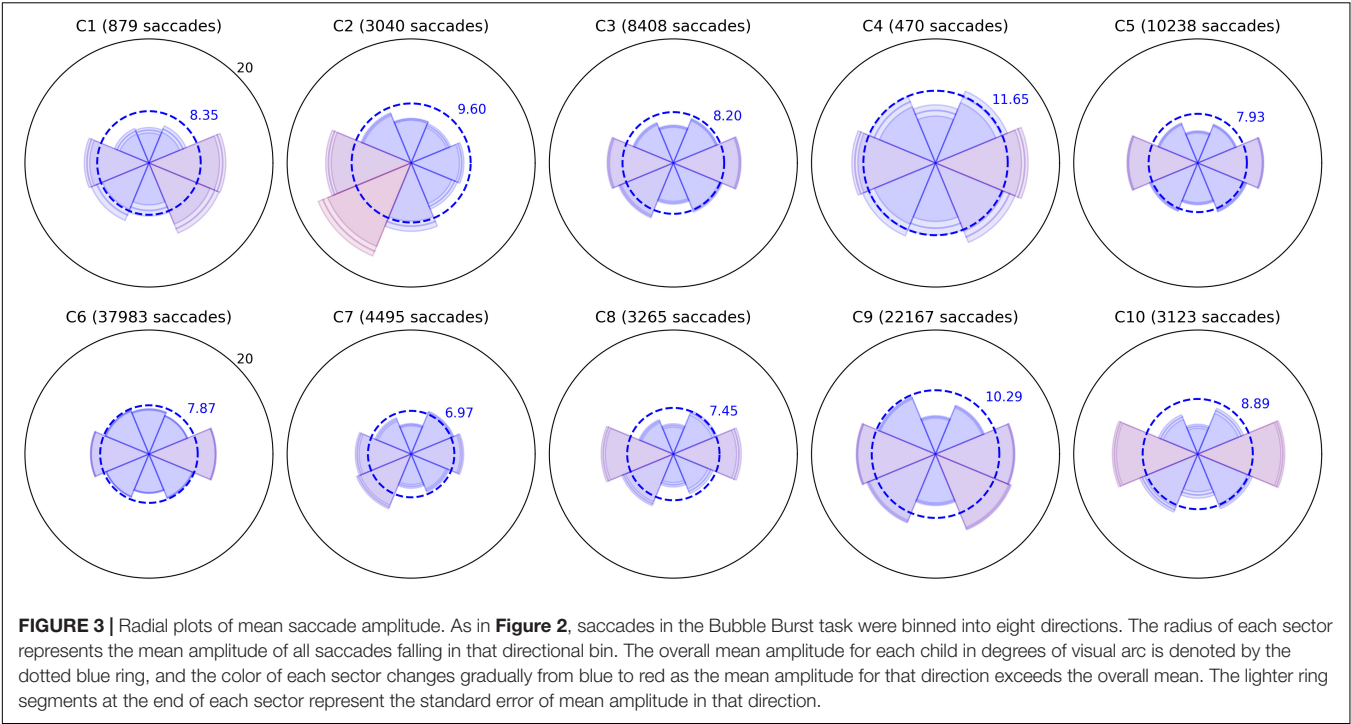 C1 (879 saccades)
C2 (3040 saccades)
C3 (8408 saccades)
C4 (470 saccades)
C5 (10238 saccades)
20
8.35
9.60
8.20
11.65
7.93
C6 (37983 saccades)
C7 (4495 saccades)
C8 (3265 saccades)
C9 (22167 saccades)
C10 (3123 saccades)
20
7.87
6.97
7.45
10.29
8.89
FIGURE 3 | Radial plots of mean saccade amplitude. As in Figure 2, saccades in the Bubble Burst task were binned into eight directions. The radius of each sector
represents the mean amplitude of all saccades falling in that directional bin. The overall mean amplitude for each child in degrees of visual arc is denoted by the
dotted blue ring, and the color of each sector changes gradually from blue to red as the mean amplitude for that direction exceeds the overall mean. The lighter ring
segments at the end of each sector represent the standard error of mean amplitude in that direction.